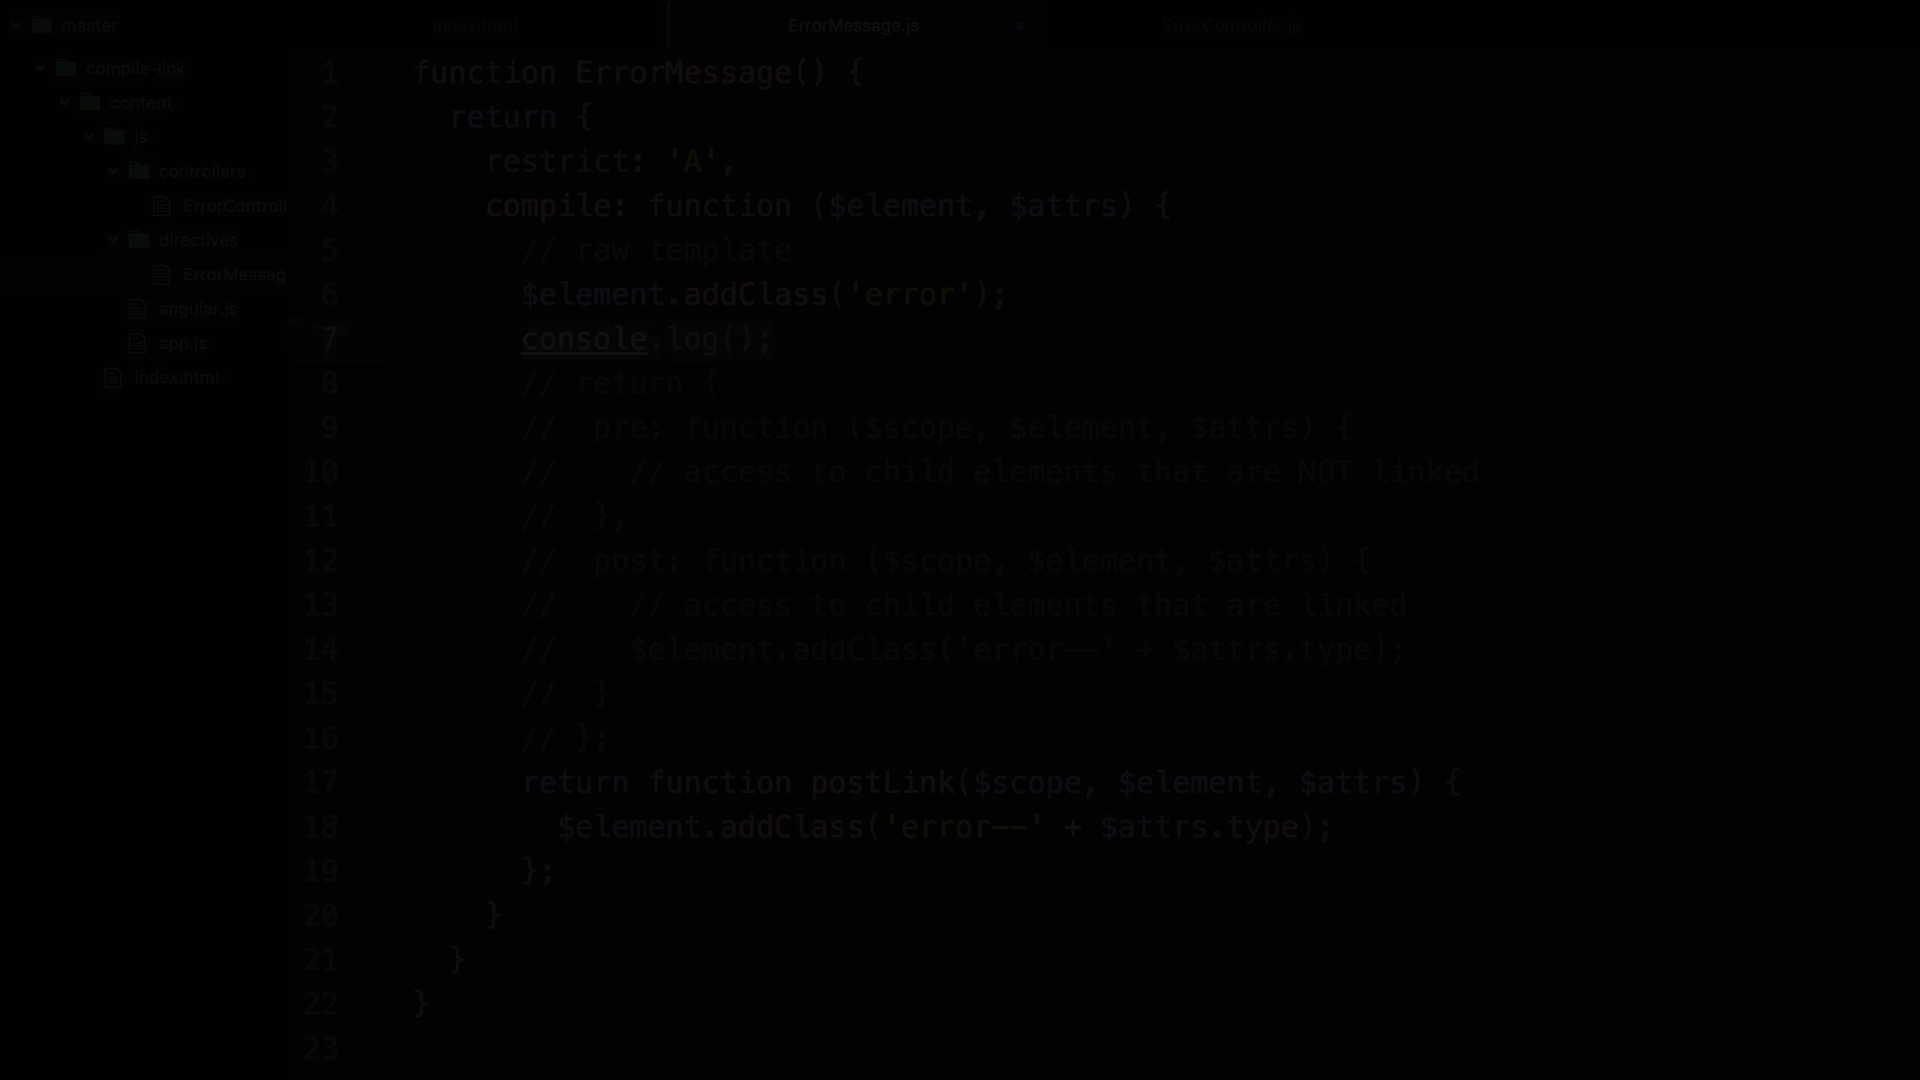 master
index.html
ErrorMessage.js
ErrorController.js
compile-link
content
js
controllers
ErrorControll
directives
ErrorMessag
angular.js
app.js
index.html
1 function ErrorMessage() {
2 return {
3 restrict: 'A',
4 compile: function ($element, $attrs) {
5 // raw template
6 $element.addClass('error');
7 console.log();
8 // return {
9 //  pre: function ($scope, $element, $attrs) {
10 //    // access to child elements that are NOT linked
11 //  },
12 //  post: function ($scope, $element, $attrs) {
13 //    // access to child elements that are linked
14 //    $element.addClass('error--' + $attrs.type);
15 //  }
16 // };
17 return function postLink($scope, $element, $attrs) {
18 $element.addClass('error--' + $attrs.type);
19 };
20 }
21 }
22 }
23